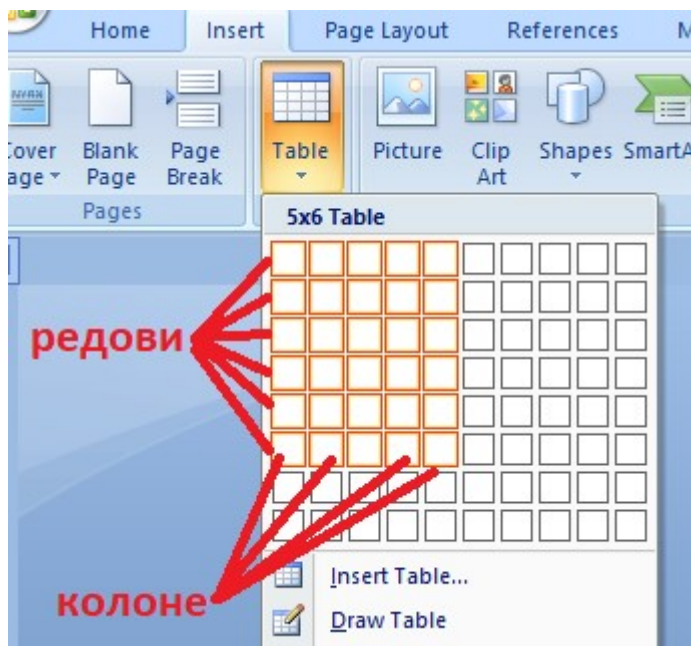 Home Insert Page Layout References
Cover Page
Blank Page
Page Break
Table
Picture
Clip Art
Shapes
SmartA
Pages
5x6 Table
редови
колоне
Insert Table...
Draw Table